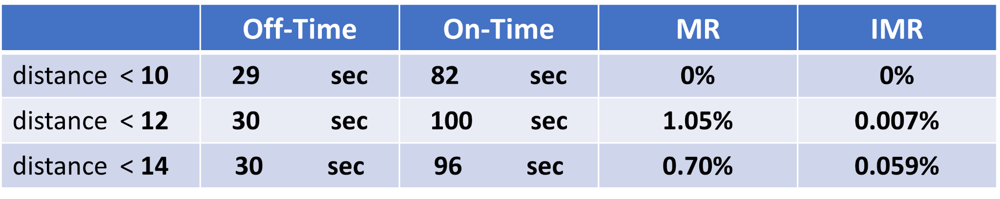 Off-Time On-Time MR IMR
distance < 10 29 sec 82 sec 0% 0%
distance < 12 30 sec 100 sec 1.05% 0.007%
distance < 14 30 sec 96 sec 0.70% 0.059%